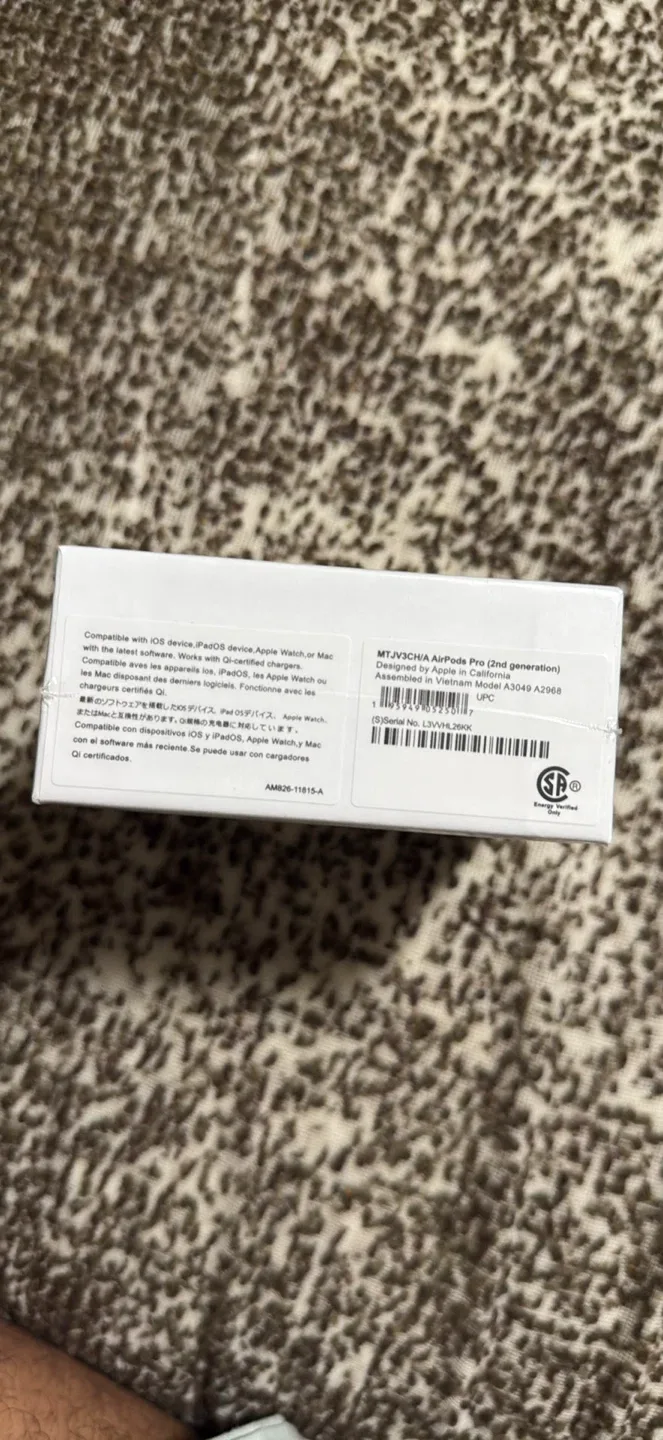 Compatible with iOS device,iPadOS device,Apple Watch,or Mac
with the latest software. Works with Qi-certified chargers.
Compatible avec les appareils ios, iPadOS, les Apple Watch ou
les Mac disposant des derniers logiciels. Fonctionne avec les
chargeurs certifiés Qi.
最新のソフトウェアを搭載したiOSデバイス、iPad OSデバイス、 Apple Watch、
またはMacと互換性があります。Qi規格の充電器に対応しています.
Compatible con dispositivos iOS y iPadOS, Apple Watch,y Mac
con el software más reciente.Se puede usar con cargadores
Qi certificados.
AM826-11815-A
MTJV3CH/A AirPods Pro (2nd generation)
Designed by Apple in California
Assembled in Vietnam Model A3049 A2968
UPC
1 95949 05250 7
(S)Serial No. L3VVHL26KK
SA ®
Energy Verified
Only